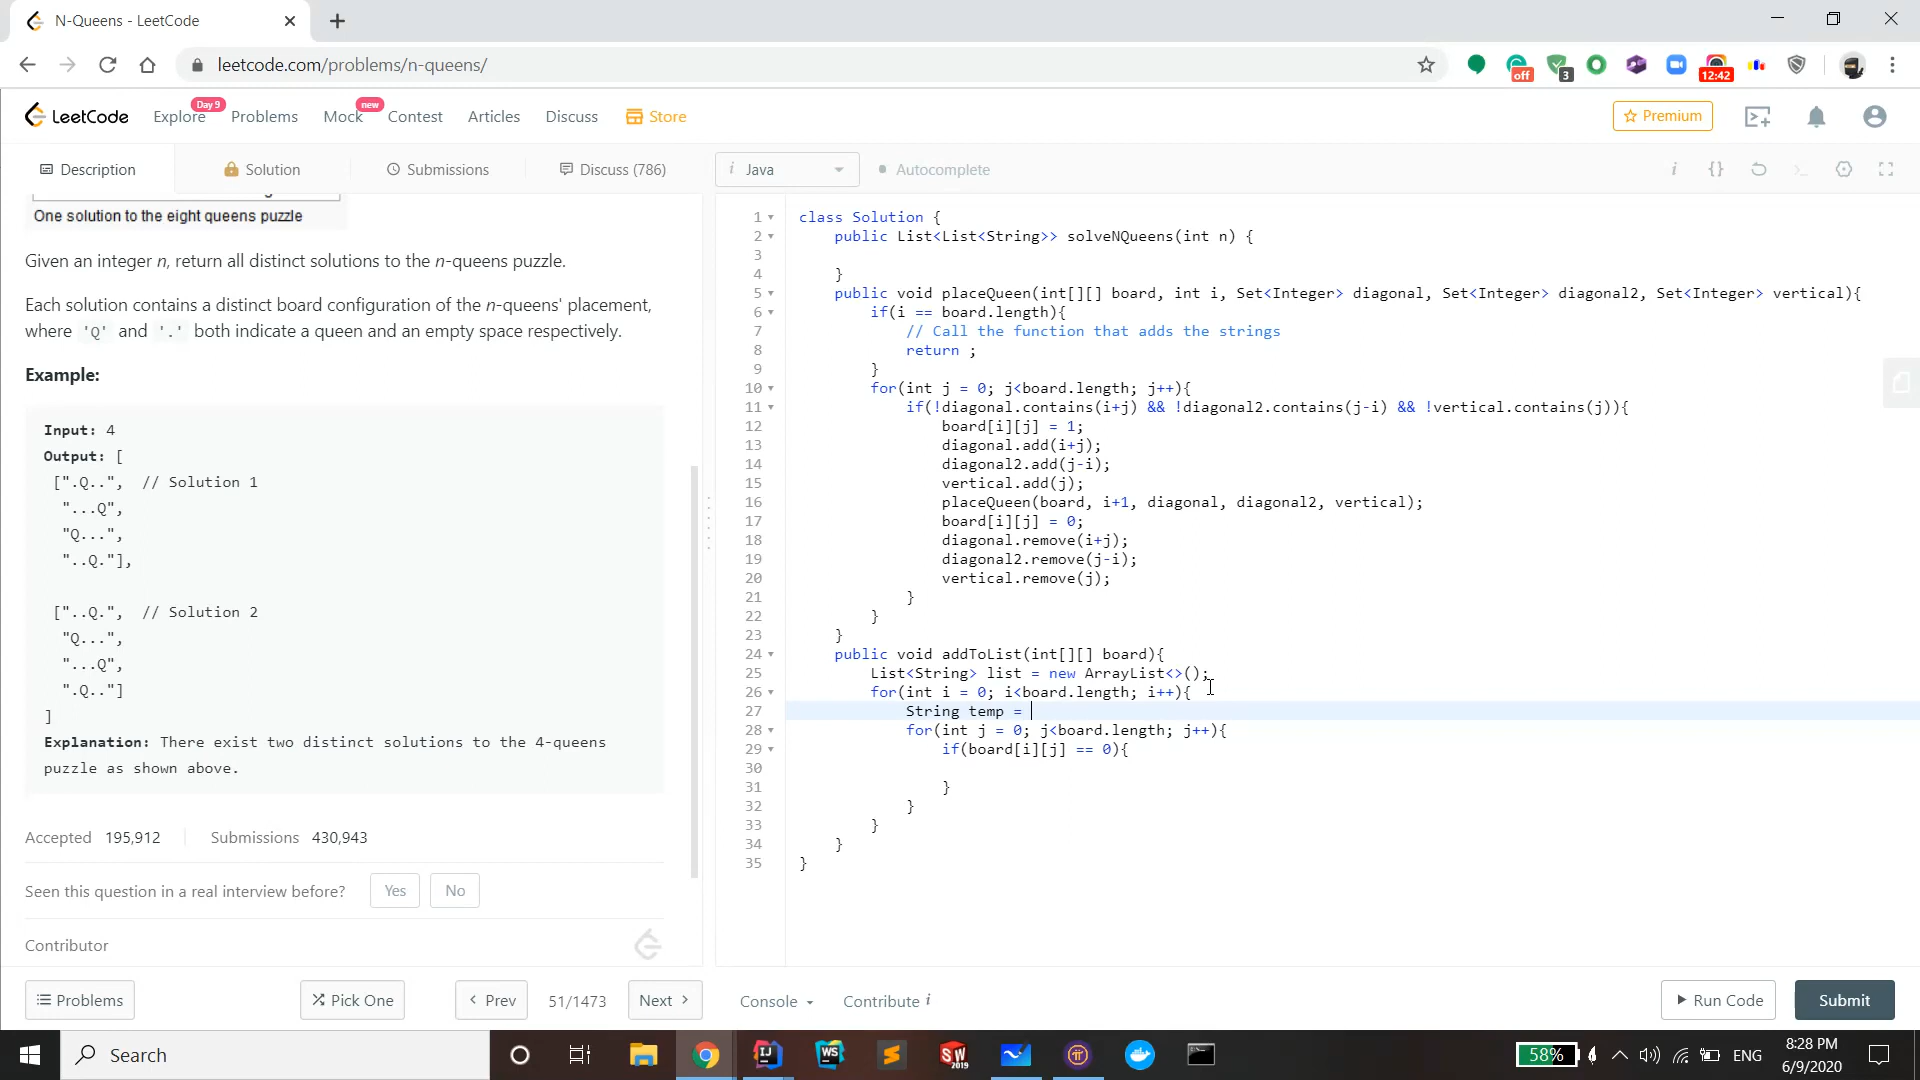 N-Queens - LeetCode
leetcode.com/problems/n-queens/
off
3
12:42
LeetCode
Explore
Day 9
Problems
Mock
new
Contest
Articles
Discuss
Store
Premium
Description
Solution
Submissions
Discuss (786)
i Java
Autocomplete
One solution to the eight queens puzzle
Given an integer n, return all distinct solutions to the n-queens puzzle.
Each solution contains a distinct board configuration of the n-queens' placement,
where 'Q' and '.' both indicate a queen and an empty space respectively.
Example:
Input: 4
Output: [
[".Q..", // Solution 1
"...Q",
"Q...",
"..Q."],
["..Q.", // Solution 2
"Q...",
"...Q",
".Q.."]
]
Explanation: There exist two distinct solutions to the 4-queens
puzzle as shown above.
Accepted 195,912
Submissions 430,943
Seen this question in a real interview before?
Yes
No
Contributor
1 class Solution {
2 public List<List<String>> solveNQueens(int n) {
3
4 }
5 public void placeQueen(int[][] board, int i, Set<Integer> diagonal, Set<Integer> diagonal2, Set<Integer> vertical){
6 if(i == board.length){
7 // Call the function that adds the strings
8 return ;
9 }
10 for(int j = 0; j<board.length; j++){
11 if(!diagonal.contains(i+j) && !diagonal2.contains(j-i) && !vertical.contains(j)){
12 board[i][j] = 1;
13 diagonal.add(i+j);
14 diagonal2.add(j-i);
15 vertical.add(j);
16 placeQueen(board, i+1, diagonal, diagonal2, vertical);
17 board[i][j] = 0;
18 diagonal.remove(i+j);
19 diagonal2.remove(j-i);
20 vertical.remove(j);
21 }
22 }
23 }
24 public void addToList(int[][] board){
25 List<String> list = new ArrayList<>();
26 for(int i = 0; i<board.length; i++){
27 String temp =
28 for(int j = 0; j<board.length; j++){
29 if(board[i][j] == 0){
30
31 }
32 }
33 }
34 }
35 }
Problems
Pick One
Prev
51/1473
Next
Console
Contribute i
Run Code
Submit
Search
IJ
WS
SW
2019
58%
ENG
8:28 PM
6/9/2020